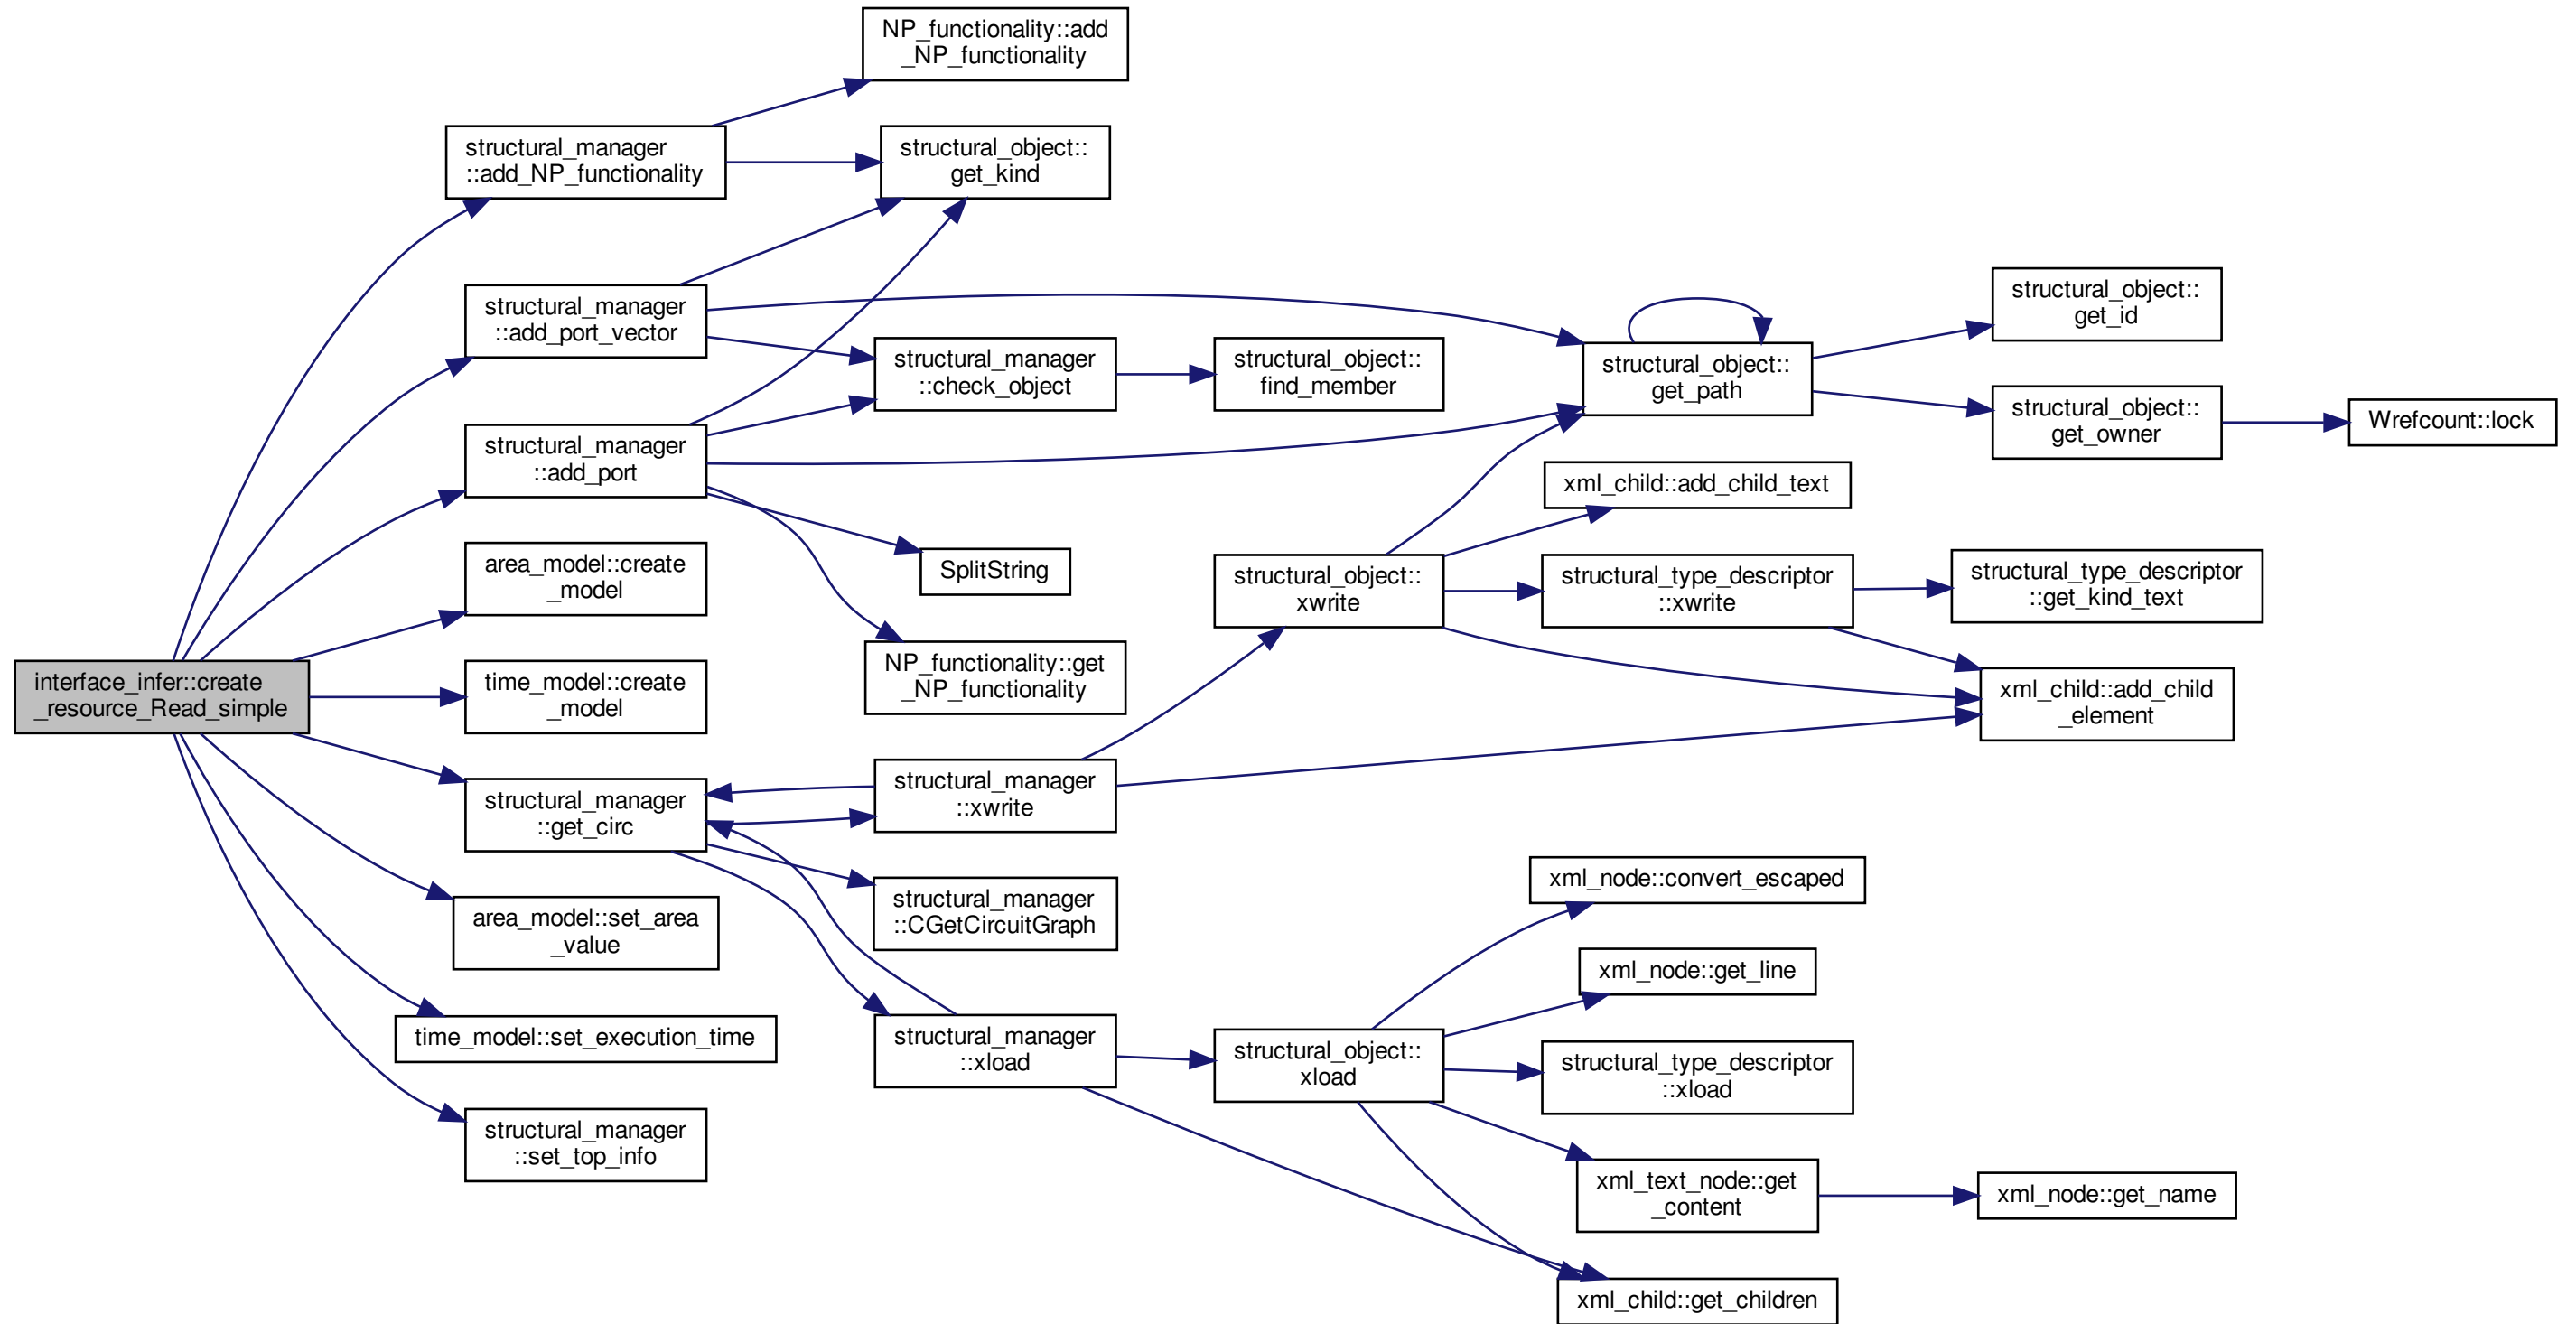 interface_infer::create
_resource_Read_simple
structural_manager
::add_NP_functionality
NP_functionality::add
_NP_functionality
structural_object::
get_kind
structural_manager
::add_port_vector
structural_manager
::check_object
structural_object::
find_member
structural_object::
get_path
structural_object::
get_id
structural_object::
get_owner
Wrefcount::lock
structural_manager
::add_port
SplitString
NP_functionality::get
_NP_functionality
area_model::create
_model
time_model::create
_model
structural_manager
::get_circ
structural_manager
::xwrite
structural_object::
xwrite
xml_child::add_child_text
structural_type_descriptor
::xwrite
structural_type_descriptor
::get_kind_text
xml_child::add_child
_element
structural_manager
::CGetCircuitGraph
structural_manager
::xload
structural_object::
xload
xml_node::convert_escaped
xml_node::get_line
structural_type_descriptor
::xload
xml_text_node::get
_content
xml_node::get_name
xml_child::get_children
area_model::set_area
_value
time_model::set_execution_time
structural_manager
::set_top_info